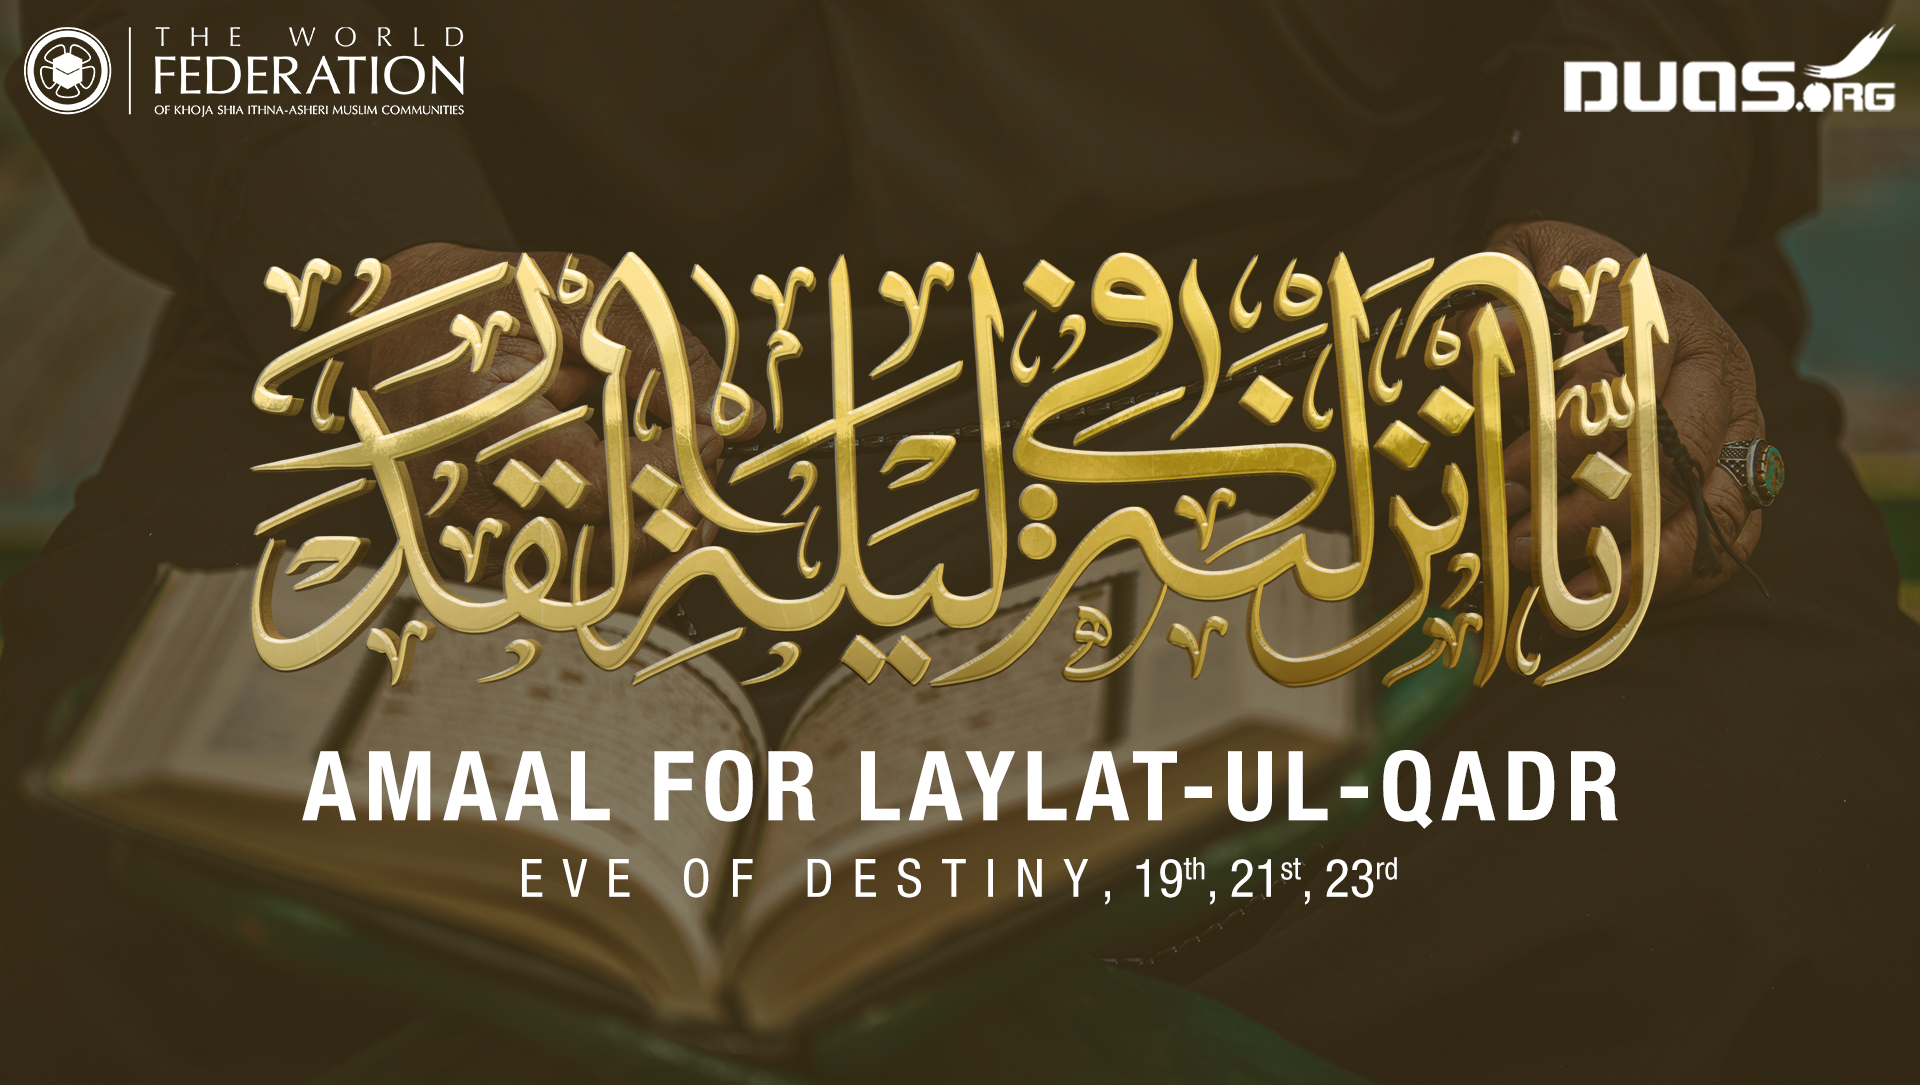 THE WORLD
FEDERATION
OF KHOJA SHIA ITHNA-ASHERI MUSLIM COMMUNITIES
DUAS.ORG
إنا أنزلنه في ليلة القدر
AMAAL FOR LAYLAT-UL-QADR
EVE OF DESTINY, 19th, 21st, 23rd